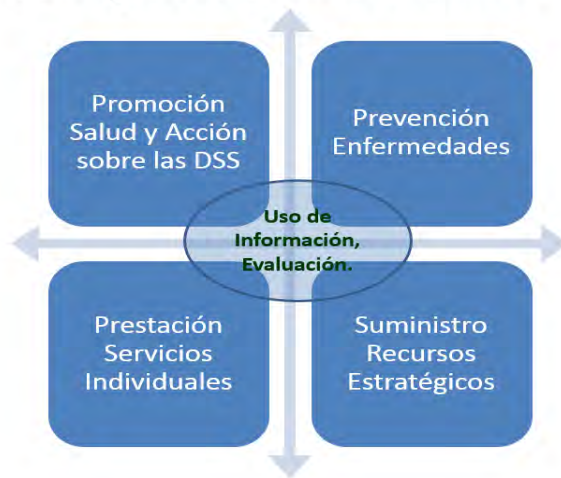 Promoción
Salud y Acción
sobre las DSS
Prevención
Enfermedades
Uso de
Información,
Evaluación.
Prestación
Servicios
Individuales
Suministro
Recursos
Estratégicos